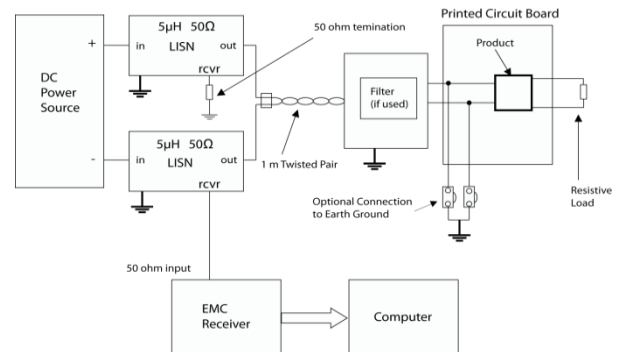 Printed Circuit Board
5µH 50Ω
in LISN out
rcvr
50 ohm temination
Product
+
DC
Power
Source
Filter
(if used)
5µH 50Ω
-
in LISN out
rcvr
1 m Twisted Pair
Optional Connection
to Earth Ground
Resistive
Load
50 ohm input
EMC
Receiver
Computer